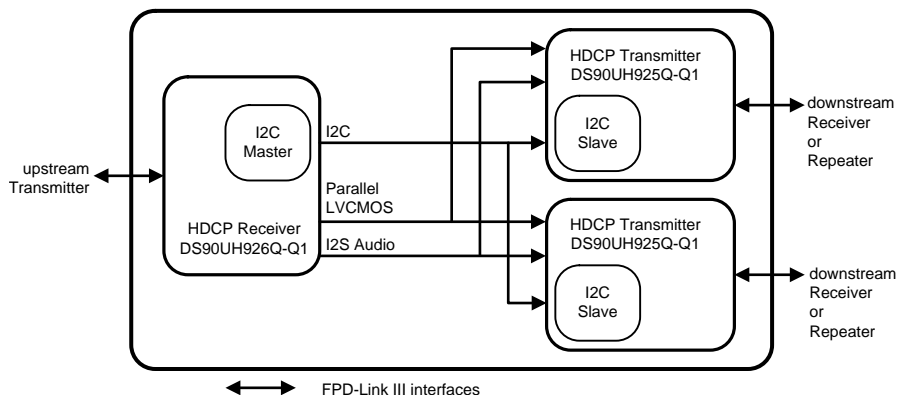 upstream
Transmitter
I2C
Master
HDCP Receiver
DS90UH926Q-Q1
I2C
Parallel
LVCMOS
I2S Audio
HDCP Transmitter
DS90UH925Q-Q1
I2C
Slave
downstream
Receiver
or
Repeater
HDCP Transmitter
DS90UH925Q-Q1
I2C
Slave
downstream
Receiver
or
Repeater
FPD-Link III interfaces